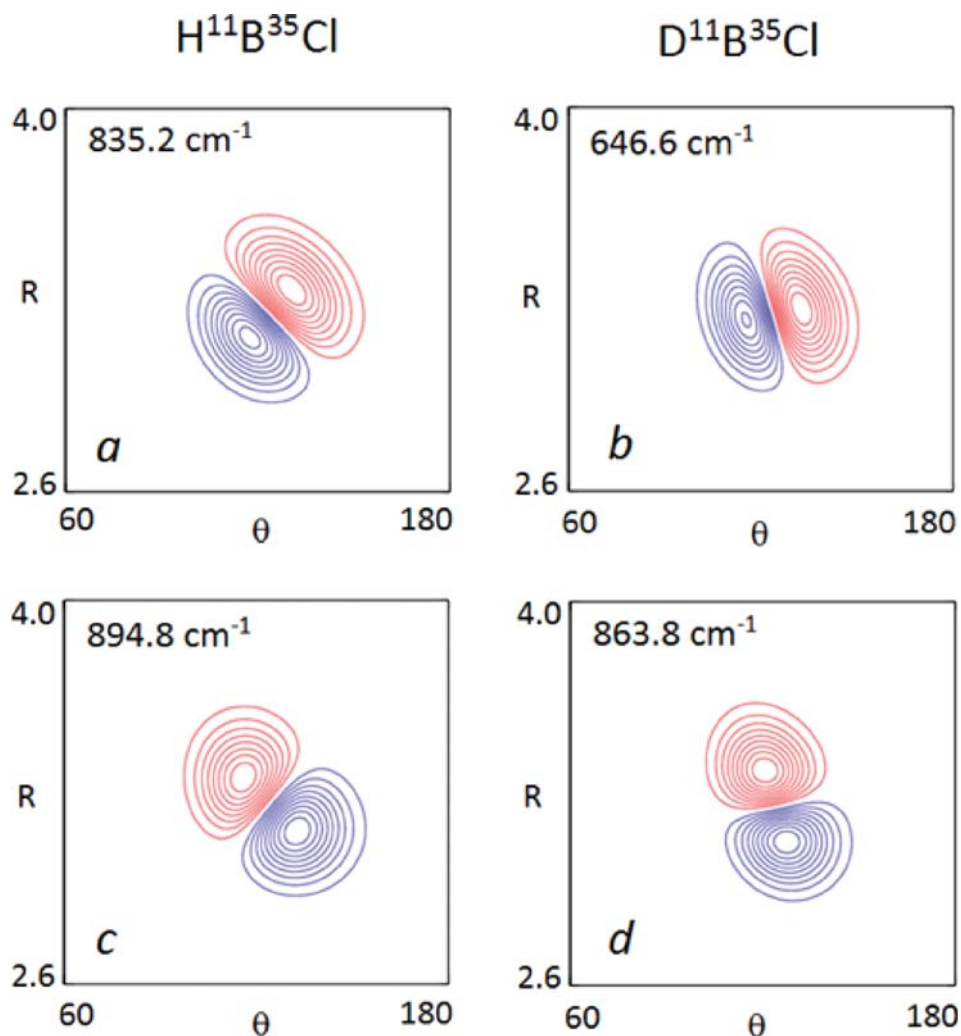 H¹¹B³⁵Cl
D¹¹B³⁵Cl
4.0
835.2 cm⁻¹
R
a
2.6
60
θ
180
4.0
646.6 cm⁻¹
R
b
2.6
60
θ
180
4.0
894.8 cm⁻¹
R
c
2.6
60
θ
180
4.0
863.8 cm⁻¹
R
d
2.6
60
θ
180